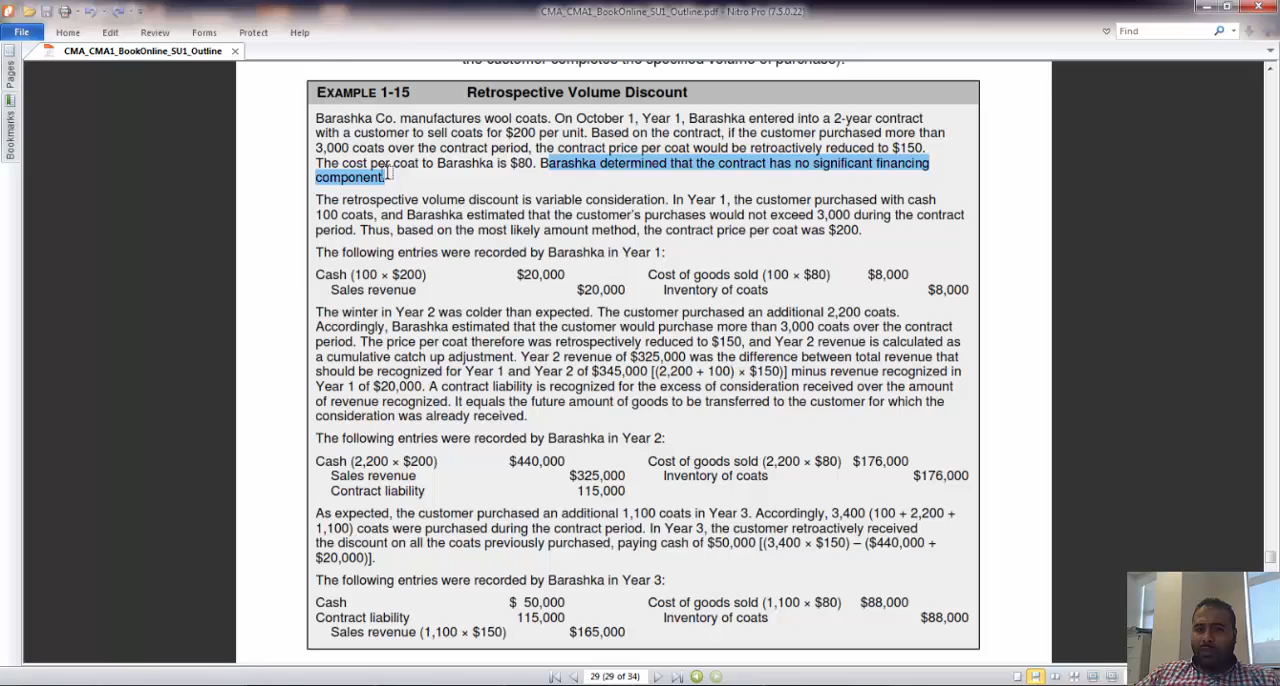 CMA_CMA1_BookOnline_SU1_Outline.pdf - Nitro Pro (7.5.0.22)
File Home Edit Review Forms Protect Help
Find
CMA_CMA1_BookOnline_SU1_Outline
Pages
Bookmarks
the customer completes the specified volume of purchase).
EXAMPLE 1-15 Retrospective Volume Discount
Barashka Co. manufactures wool coats. On October 1, Year 1, Barashka entered into a 2-year contract
with a customer to sell coats for $200 per unit. Based on the contract, if the customer purchased more than
3,000 coats over the contract period, the contract price per coat would be retroactively reduced to $150.
The cost per coat to Barashka is $80. Barashka determined that the contract has no significant financing
component.
The retrospective volume discount is variable consideration. In Year 1, the customer purchased with cash
100 coats, and Barashka estimated that the customer's purchases would not exceed 3,000 during the contract
period. Thus, based on the most likely amount method, the contract price per coat was $200.
The following entries were recorded by Barashka in Year 1:
Cash (100 × $200) $20,000 Cost of goods sold (100 × $80) $8,000
Sales revenue $20,000 Inventory of coats $8,000
The winter in Year 2 was colder than expected. The customer purchased an additional 2,200 coats.
Accordingly, Barashka estimated that the customer would purchase more than 3,000 coats over the contract
period. The price per coat therefore was retrospectively reduced to $150, and Year 2 revenue is calculated as
a cumulative catch up adjustment. Year 2 revenue of $325,000 was the difference between total revenue that
should be recognized for Year 1 and Year 2 of $345,000 [(2,200 + 100) × $150)] minus revenue recognized in
Year 1 of $20,000. A contract liability is recognized for the excess of consideration received over the amount
of revenue recognized. It equals the future amount of goods to be transferred to the customer for which the
consideration was already received.
The following entries were recorded by Barashka in Year 2:
Cash (2,200 × $200) $440,000 Cost of goods sold (2,200 × $80) $176,000
Sales revenue $325,000 Inventory of coats $176,000
Contract liability 115,000
As expected, the customer purchased an additional 1,100 coats in Year 3. Accordingly, 3,400 (100 + 2,200 +
1,100) coats were purchased during the contract period. In Year 3, the customer retroactively received
the discount on all the coats previously purchased, paying cash of $50,000 [(3,400 × $150) – ($440,000 +
$20,000)].
The following entries were recorded by Barashka in Year 3:
Cash $ 50,000 Cost of goods sold (1,100 × $80) $88,000
Contract liability 115,000 Inventory of coats $88,000
Sales revenue (1,100 × $150) $165,000
29 (29 of 34)